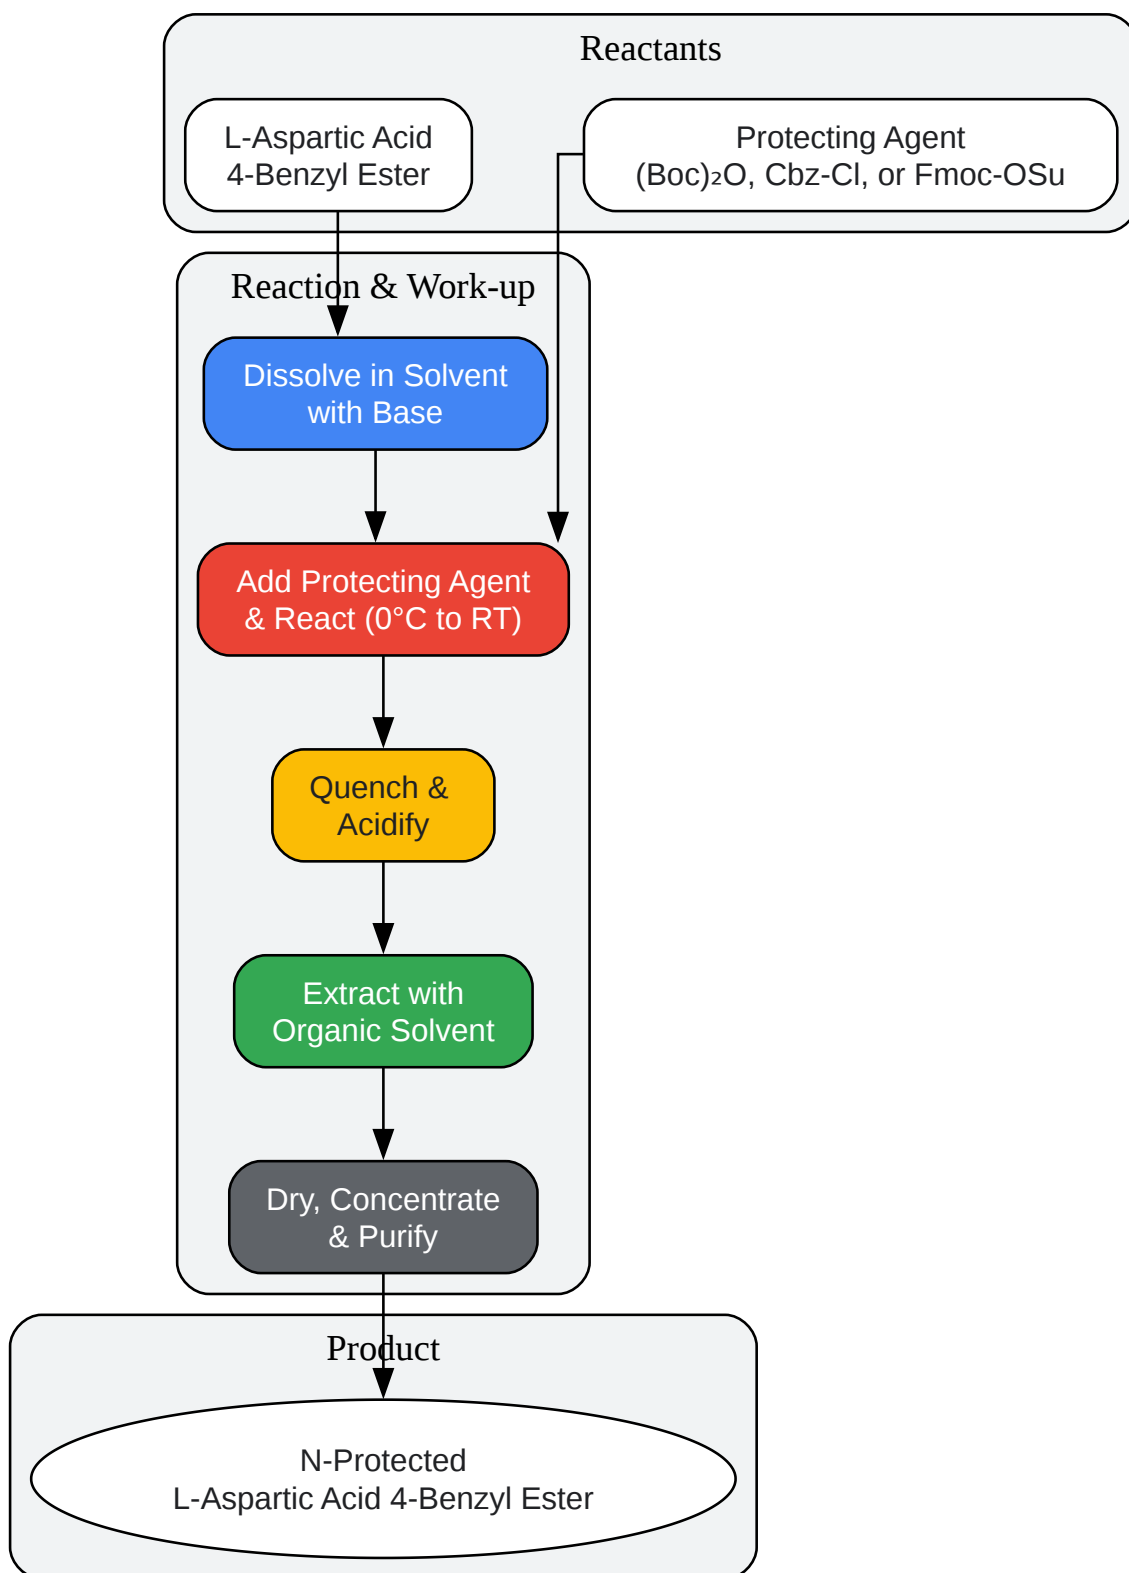 Reactants
L-Aspartic Acid
4-Benzyl Ester
Protecting Agent
(Boc)₂O, Cbz-Cl, or Fmoc-OSu
Reaction & Work-up
Dissolve in Solvent
with Base
Add Protecting Agent
& React (0°C to RT)
Quench &
Acidify
Extract with
Organic Solvent
Dry, Concentrate
& Purify
Product
N-Protected
L-Aspartic Acid 4-Benzyl Ester